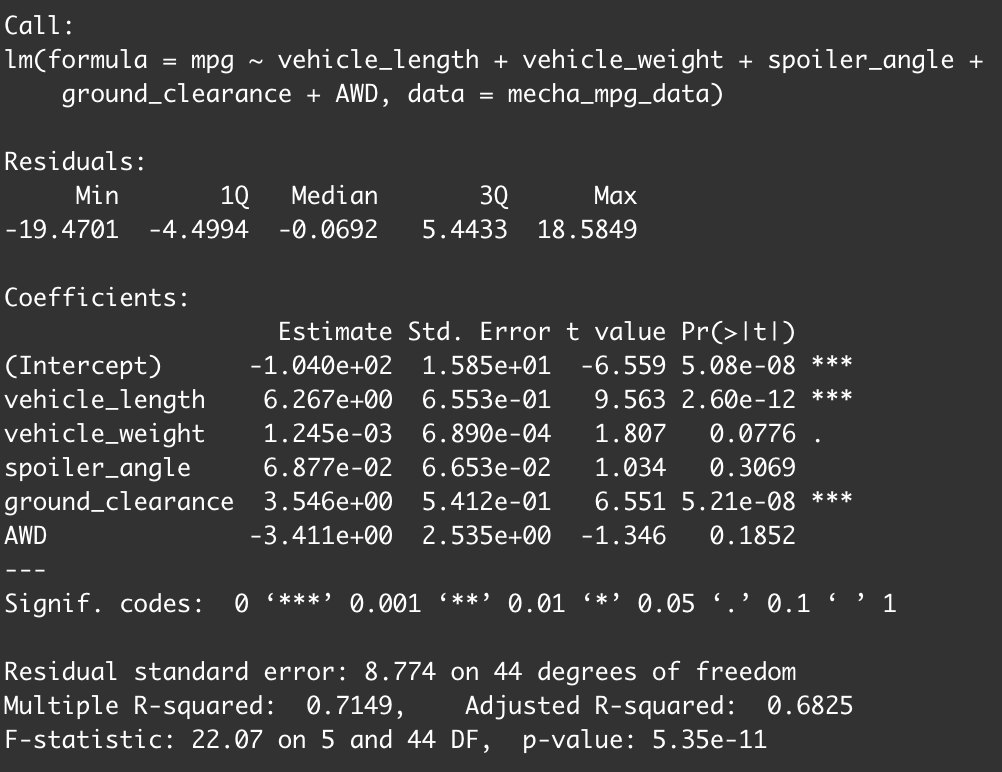 Call:
lm(formula = mpg ~ vehicle_length + vehicle_weight + spoiler_angle +
    ground_clearance + AWD, data = mecha_mpg_data)

Residuals:
     Min       1Q   Median       3Q      Max
-19.4701  -4.4994  -0.0692   5.4433  18.5849

Coefficients:
                   Estimate Std. Error t value Pr(>|t|)
(Intercept)      -1.040e+02  1.585e+01  -6.559 5.08e-08 ***
vehicle_length    6.267e+00  6.553e-01   9.563 2.60e-12 ***
vehicle_weight    1.245e-03  6.890e-04   1.807   0.0776 .
spoiler_angle     6.877e-02  6.653e-02   1.034   0.3069
ground_clearance  3.546e+00  5.412e-01   6.551 5.21e-08 ***
AWD              -3.411e+00  2.535e+00  -1.346   0.1852
---
Signif. codes:  0 ‘***’ 0.001 ‘**’ 0.01 ‘*’ 0.05 ‘.’ 0.1 ‘ ’ 1

Residual standard error: 8.774 on 44 degrees of freedom
Multiple R-squared:  0.7149,	Adjusted R-squared:  0.6825
F-statistic: 22.07 on 5 and 44 DF,  p-value: 5.35e-11